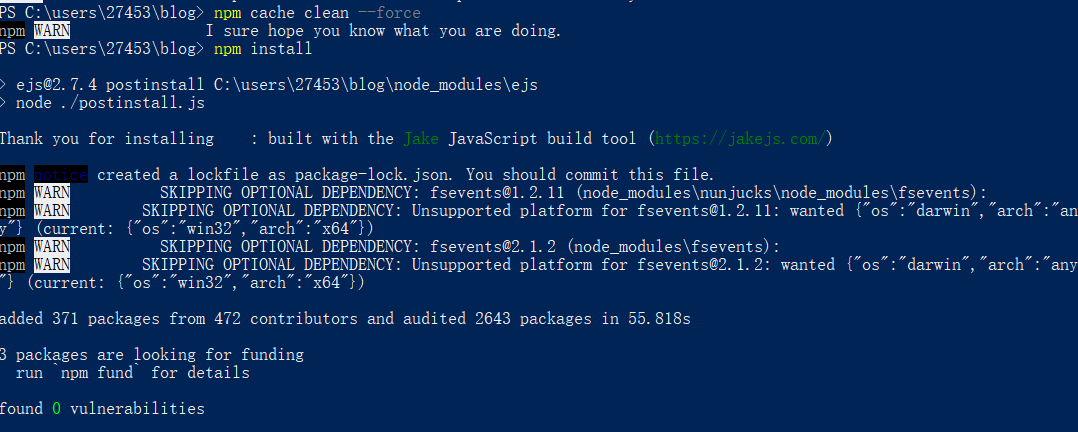 PS C:\users\27453\blog> npm cache clean --force
npm WARN I sure hope you know what you are doing.
PS C:\users\27453\blog> npm install
> ejs@2.7.4 postinstall C:\users\27453\blog\node_modules\ejs
> node ./postinstall.js
Thank you for installing : built with the Jake JavaScript build tool (https://jakejs.com/)
npm notice created a lockfile as package-lock.json. You should commit this file.
npm WARN SKIPPING OPTIONAL DEPENDENCY: fsevents@1.2.11 (node_modules\nunjucks\node_modules\fsevents):
npm WARN SKIPPING OPTIONAL DEPENDENCY: Unsupported platform for fsevents@1.2.11: wanted {"os":"darwin","arch":"an
y"} (current: {"os":"win32","arch":"x64"})
npm WARN SKIPPING OPTIONAL DEPENDENCY: fsevents@2.1.2 (node_modules\fsevents):
npm WARN SKIPPING OPTIONAL DEPENDENCY: Unsupported platform for fsevents@2.1.2: wanted {"os":"darwin","arch":"any
"} (current: {"os":"win32","arch":"x64"})
added 371 packages from 472 contributors and audited 2643 packages in 55.818s
3 packages are looking for funding
run `npm fund` for details
found 0 vulnerabilities